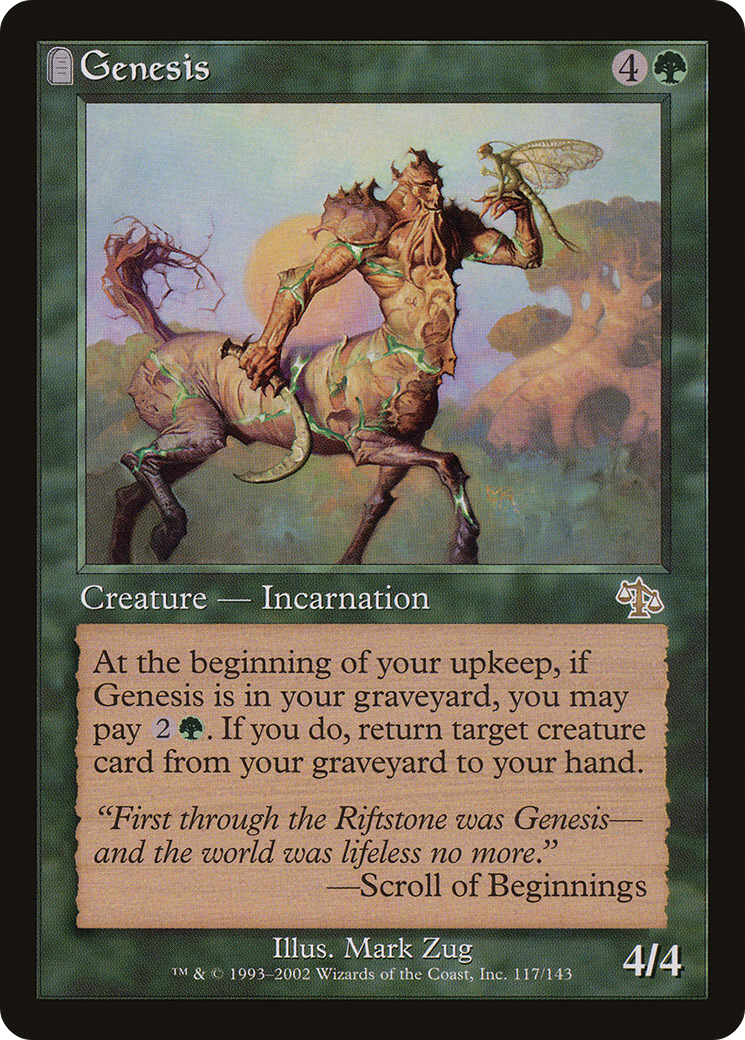 Genesis 4
Creature — Incarnation
At the beginning of your upkeep, if
Genesis is in your graveyard, you may
pay 2 . If you do, return target creature
card from your graveyard to your hand.
“First through the Riftstone was Genesis—
and the world was lifeless no more.”
—Scroll of Beginnings
Illus. Mark Zug
™ & © 1993–2002 Wizards of the Coast, Inc. 117/143
4/4